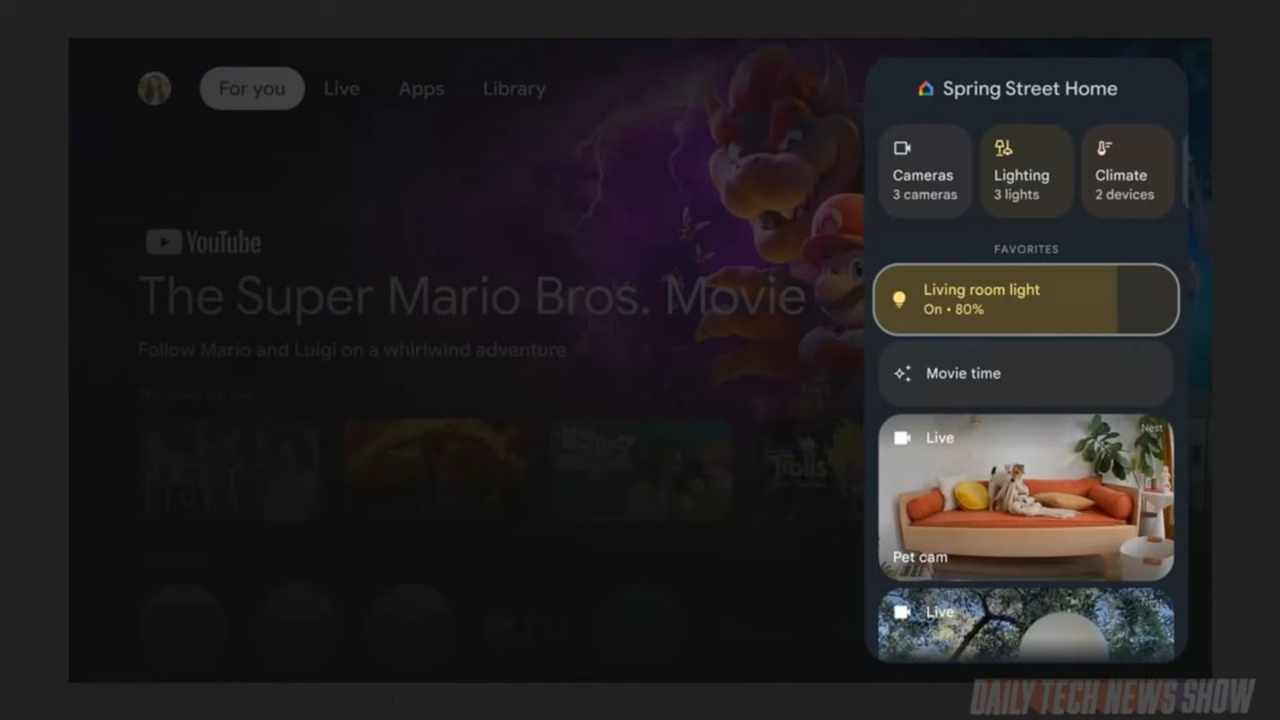 For you
Live
Apps
Library
YouTube
The Super Mario Bros. Movie
Follow Mario and Luigi on a whirlwind adventure
Trolls
Spring Street Home
Cameras
3 cameras
Lighting
3 lights
Climate
2 devices
FAVORITES
Living room light
On • 80%
Movie time
Live
Nest
Pet cam
Live
DAILY TECH NEWS SHOW